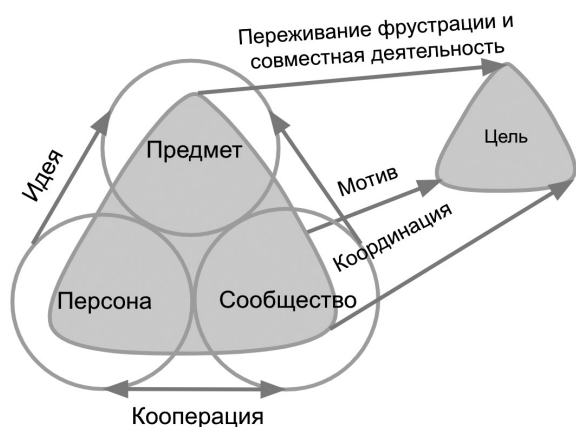 Переживание фрустрации и
совместная деятельность
Идея
Предмет
Цель
Мотив
Координация
Персона
Сообщество
Кооперация